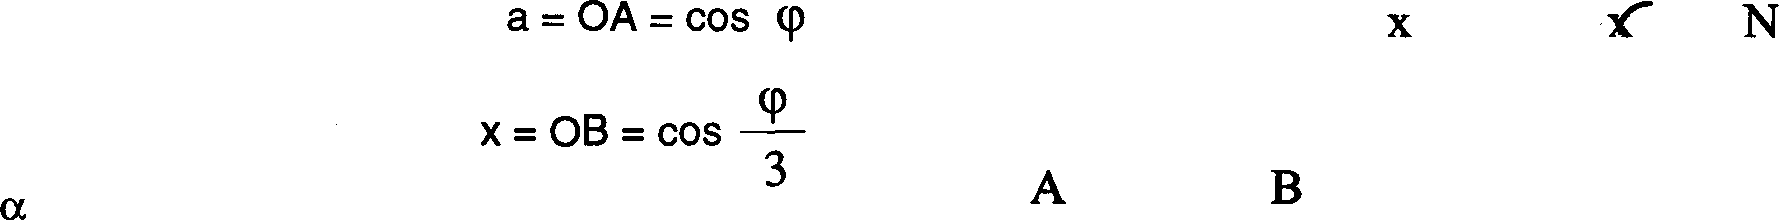 a = OA = cos φ
x x N
x = OB = cos φ/3
A B
α